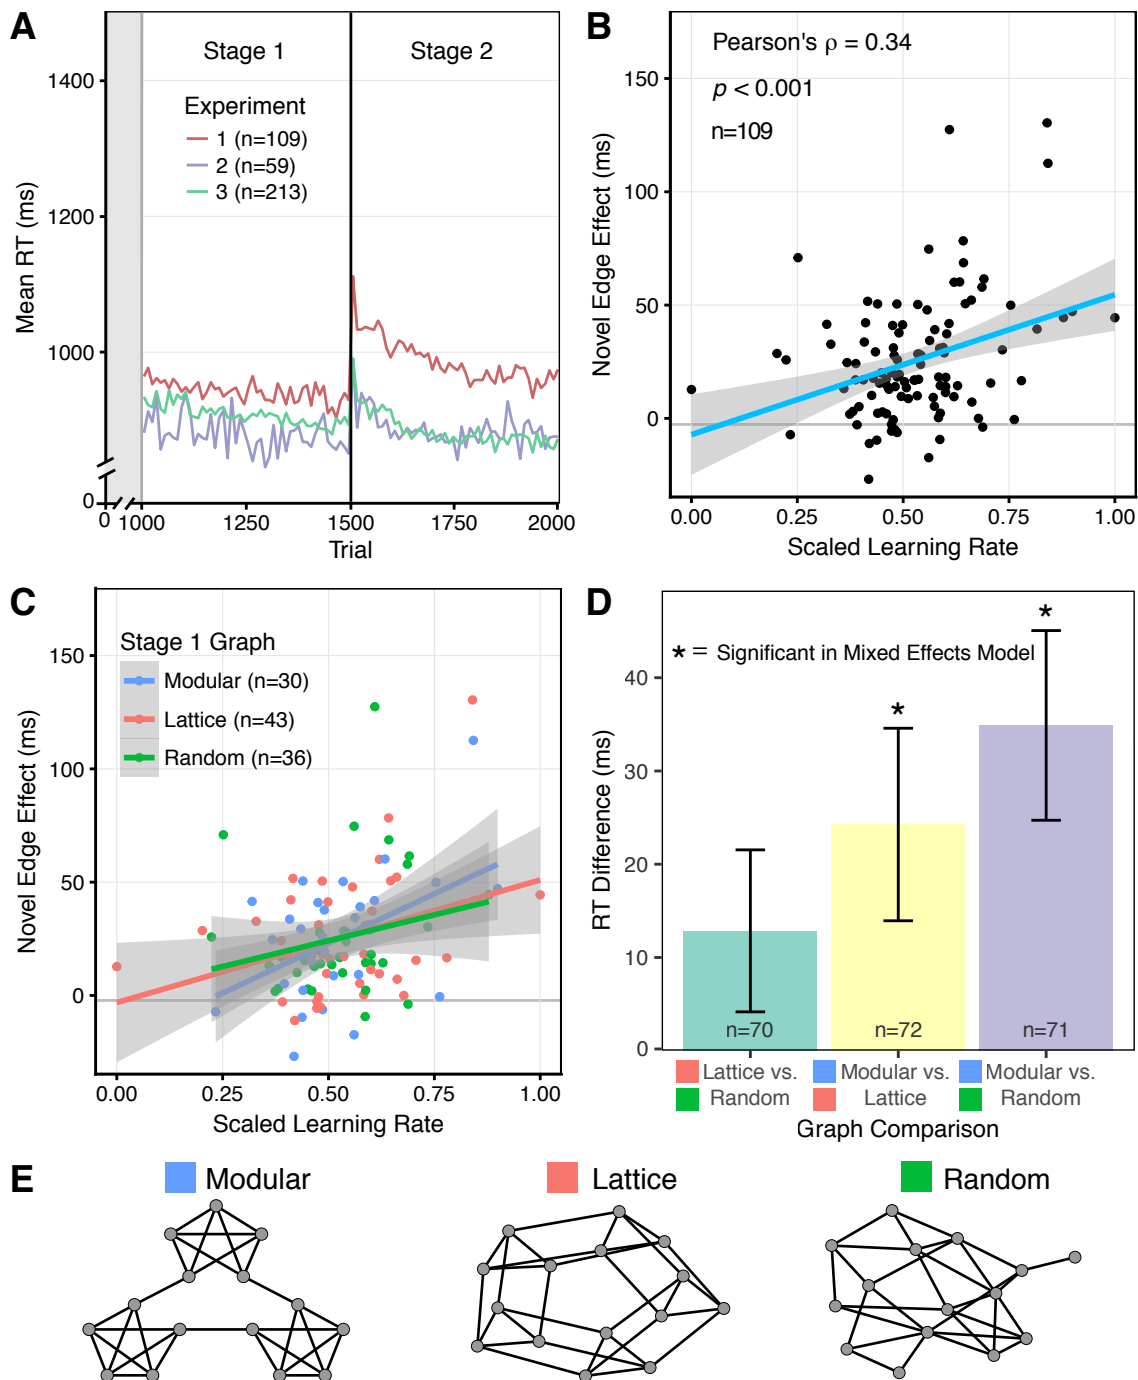 A
Stage 1
Stage 2
1400
1200
1000
0
Mean RT (ms)
Experiment
1 (n=109)
2 (n=59)
3 (n=213)
0
1000
1250
1500
1750
2000
Trial
B
Pearson's ρ = 0.34
p < 0.001
n=109
150
100
50
0
Novel Edge Effect (ms)
0.00
0.25
0.50
0.75
1.00
Scaled Learning Rate
C
Stage 1 Graph
Modular (n=30)
Lattice (n=43)
Random (n=36)
150
100
50
0
Novel Edge Effect (ms)
0.00
0.25
0.50
0.75
1.00
Scaled Learning Rate
D
* = Significant in Mixed Effects Model
*
*
40
30
20
10
0
RT Difference (ms)
n=70
n=72
n=71
Lattice vs.
Random
Modular vs.
Lattice
Modular vs.
Random
Graph Comparison
E
Modular
Lattice
Random